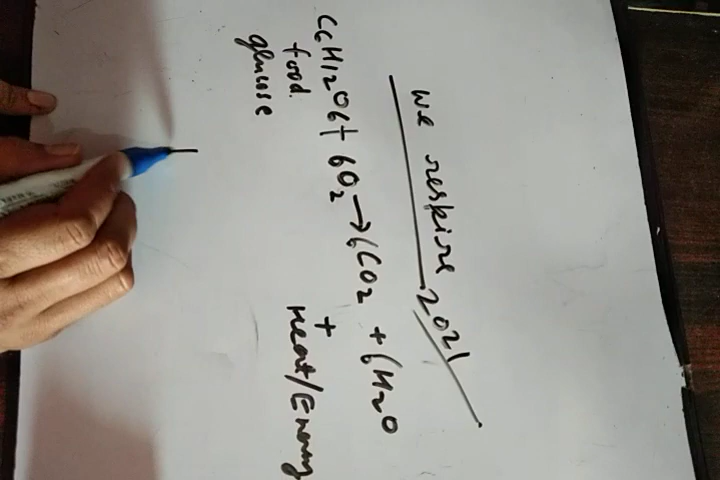 we respire 2021
C6H12O6 + 6O2 → 6CO2 + 6H2O
food.
glucose
+
Heat/Energy